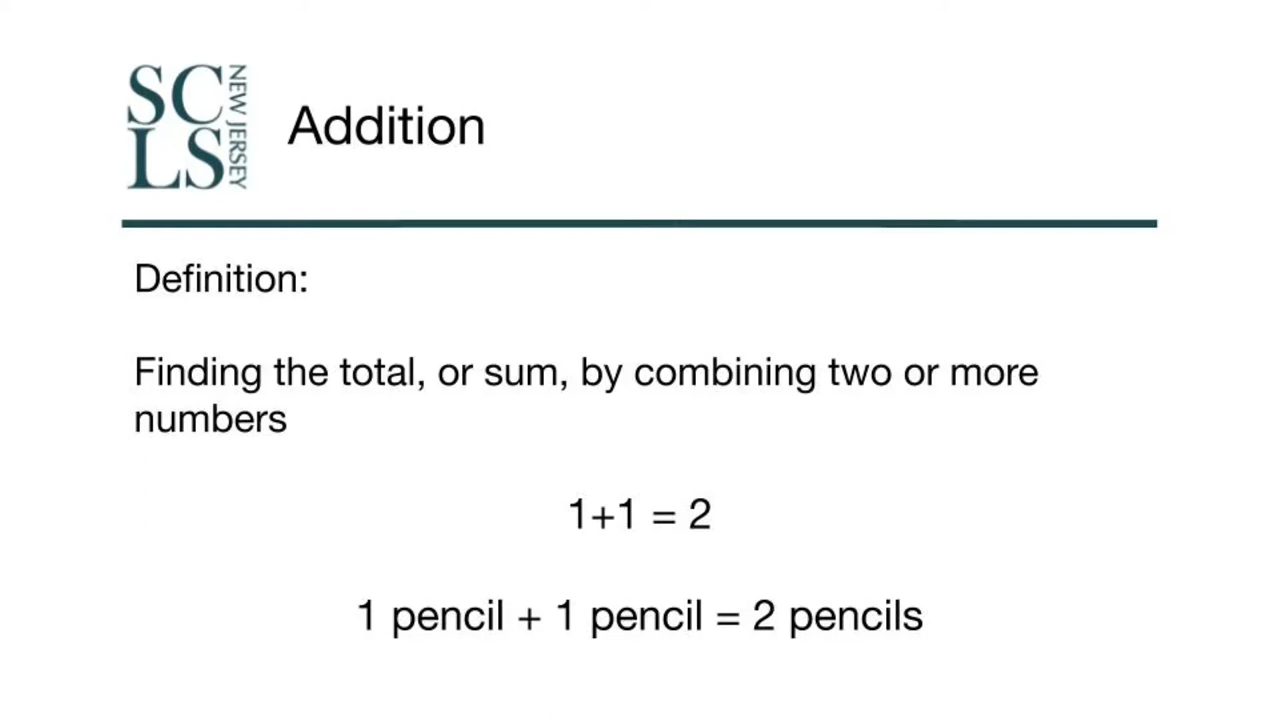 SC
LS
NEW JERSEY
Addition
Definition:
Finding the total, or sum, by combining two or more
numbers
1+1 = 2
1 pencil + 1 pencil = 2 pencils